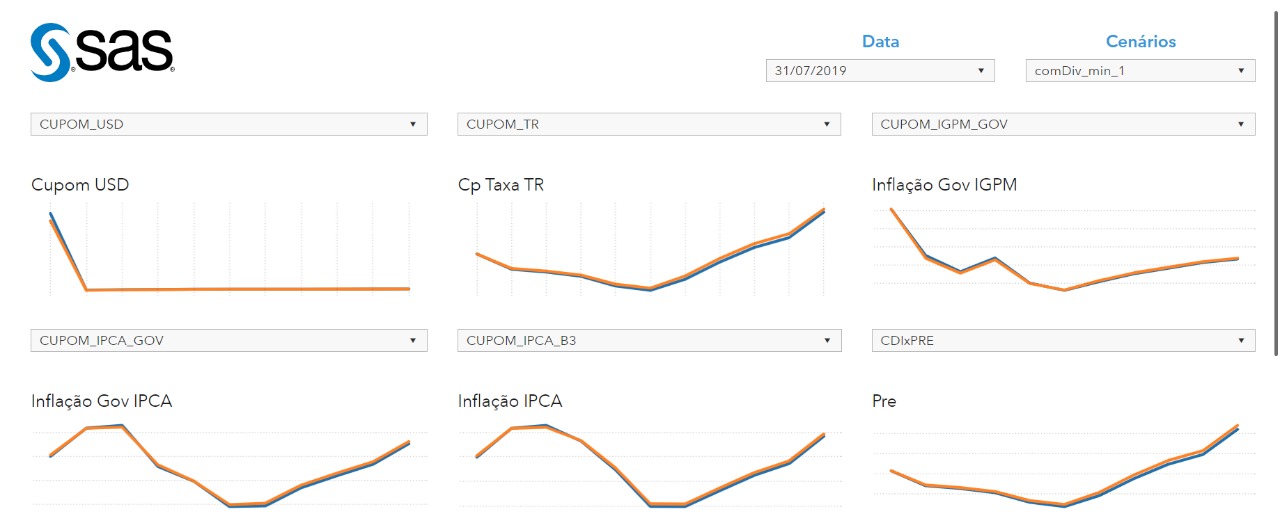 sas
Data Cenários
31/07/2019 comDiv_min_1
CUPOM_USD CUPOM_TR CUPOM_IGPM_GOV
Cupom USD Cp Taxa TR Inflação Gov IGPM
CUPOM_IPCA_GOV CUPOM_IPCA_B3 CDIxPRE
Inflação Gov IPCA Inflação IPCA Pre